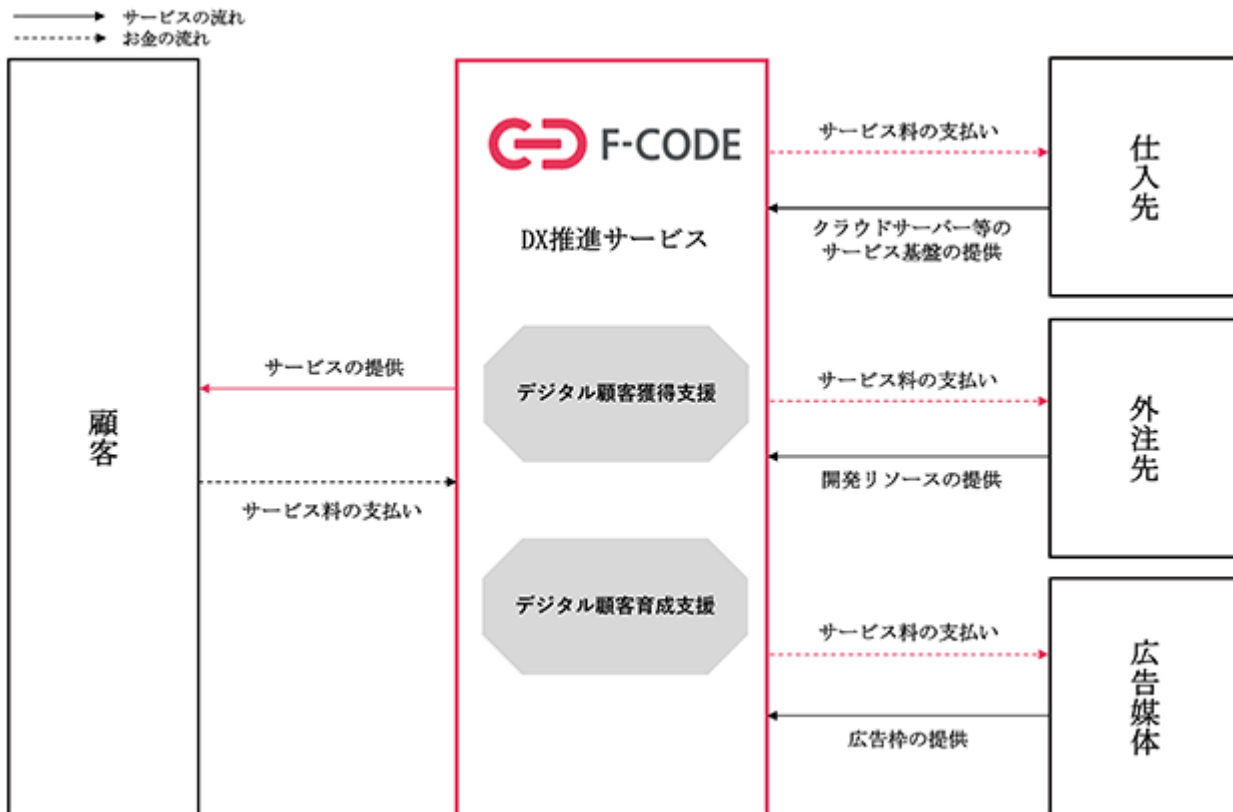 サービスの流れ
お金の流れ
顧客
サービスの提供
サービス料の支払い
F-CODE
DX推進サービス
デジタル顧客獲得支援
デジタル顧客育成支援
サービス料の支払い
クラウドサーバー等の
サービス基盤の提供
仕入先
サービス料の支払い
開発リソースの提供
外注先
サービス料の支払い
広告枠の提供
広告媒体